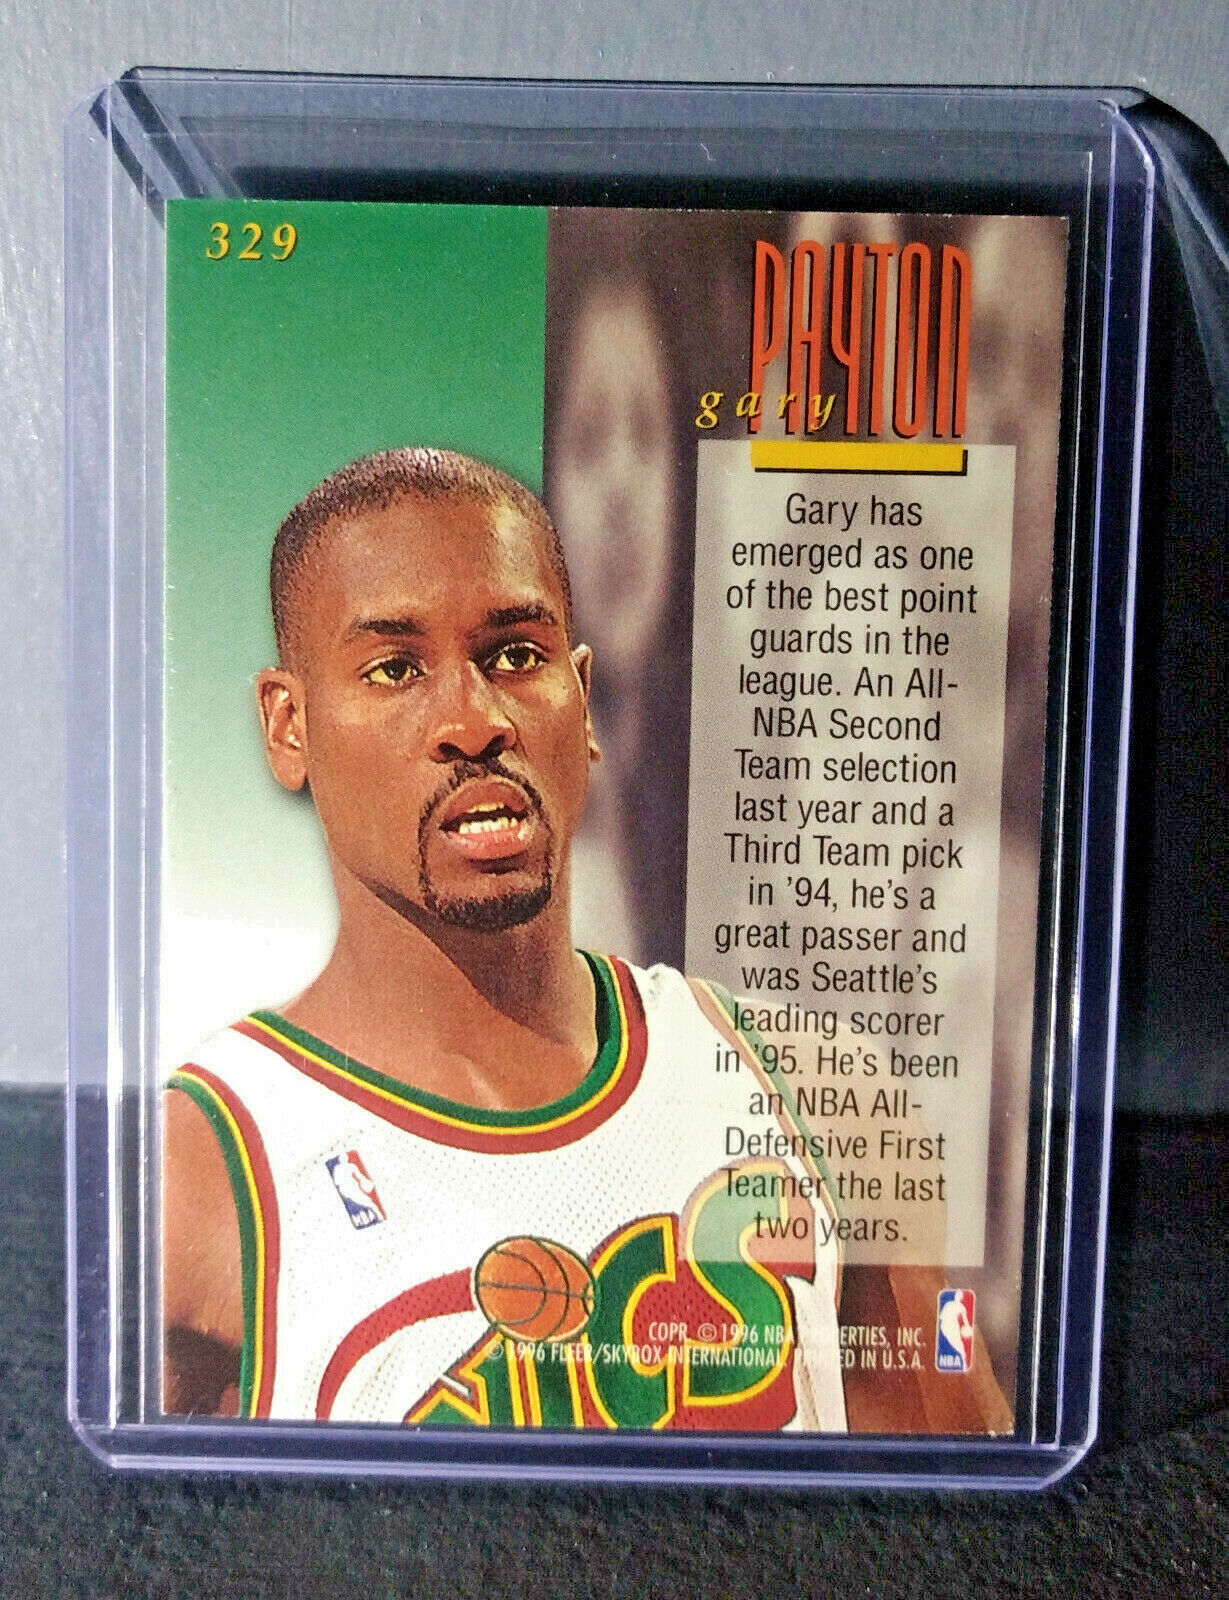 329
PAYTON
gary
Gary has
emerged as one
of the best point
guards in the
league. An All-
NBA Second
Team selection
last year and a
Third Team pick
in ’94, he’s a
great passer and
was Seattle’s
leading scorer
in ’95. He’s been
an NBA All-
Defensive First
Teamer the last
two years.
NBA
ICS
COPR. ©1996 NBA PROPERTIES, INC.
©1996 FLEER/SKYBOX INTERNATIONAL. PRINTED IN U.S.A.
NBA